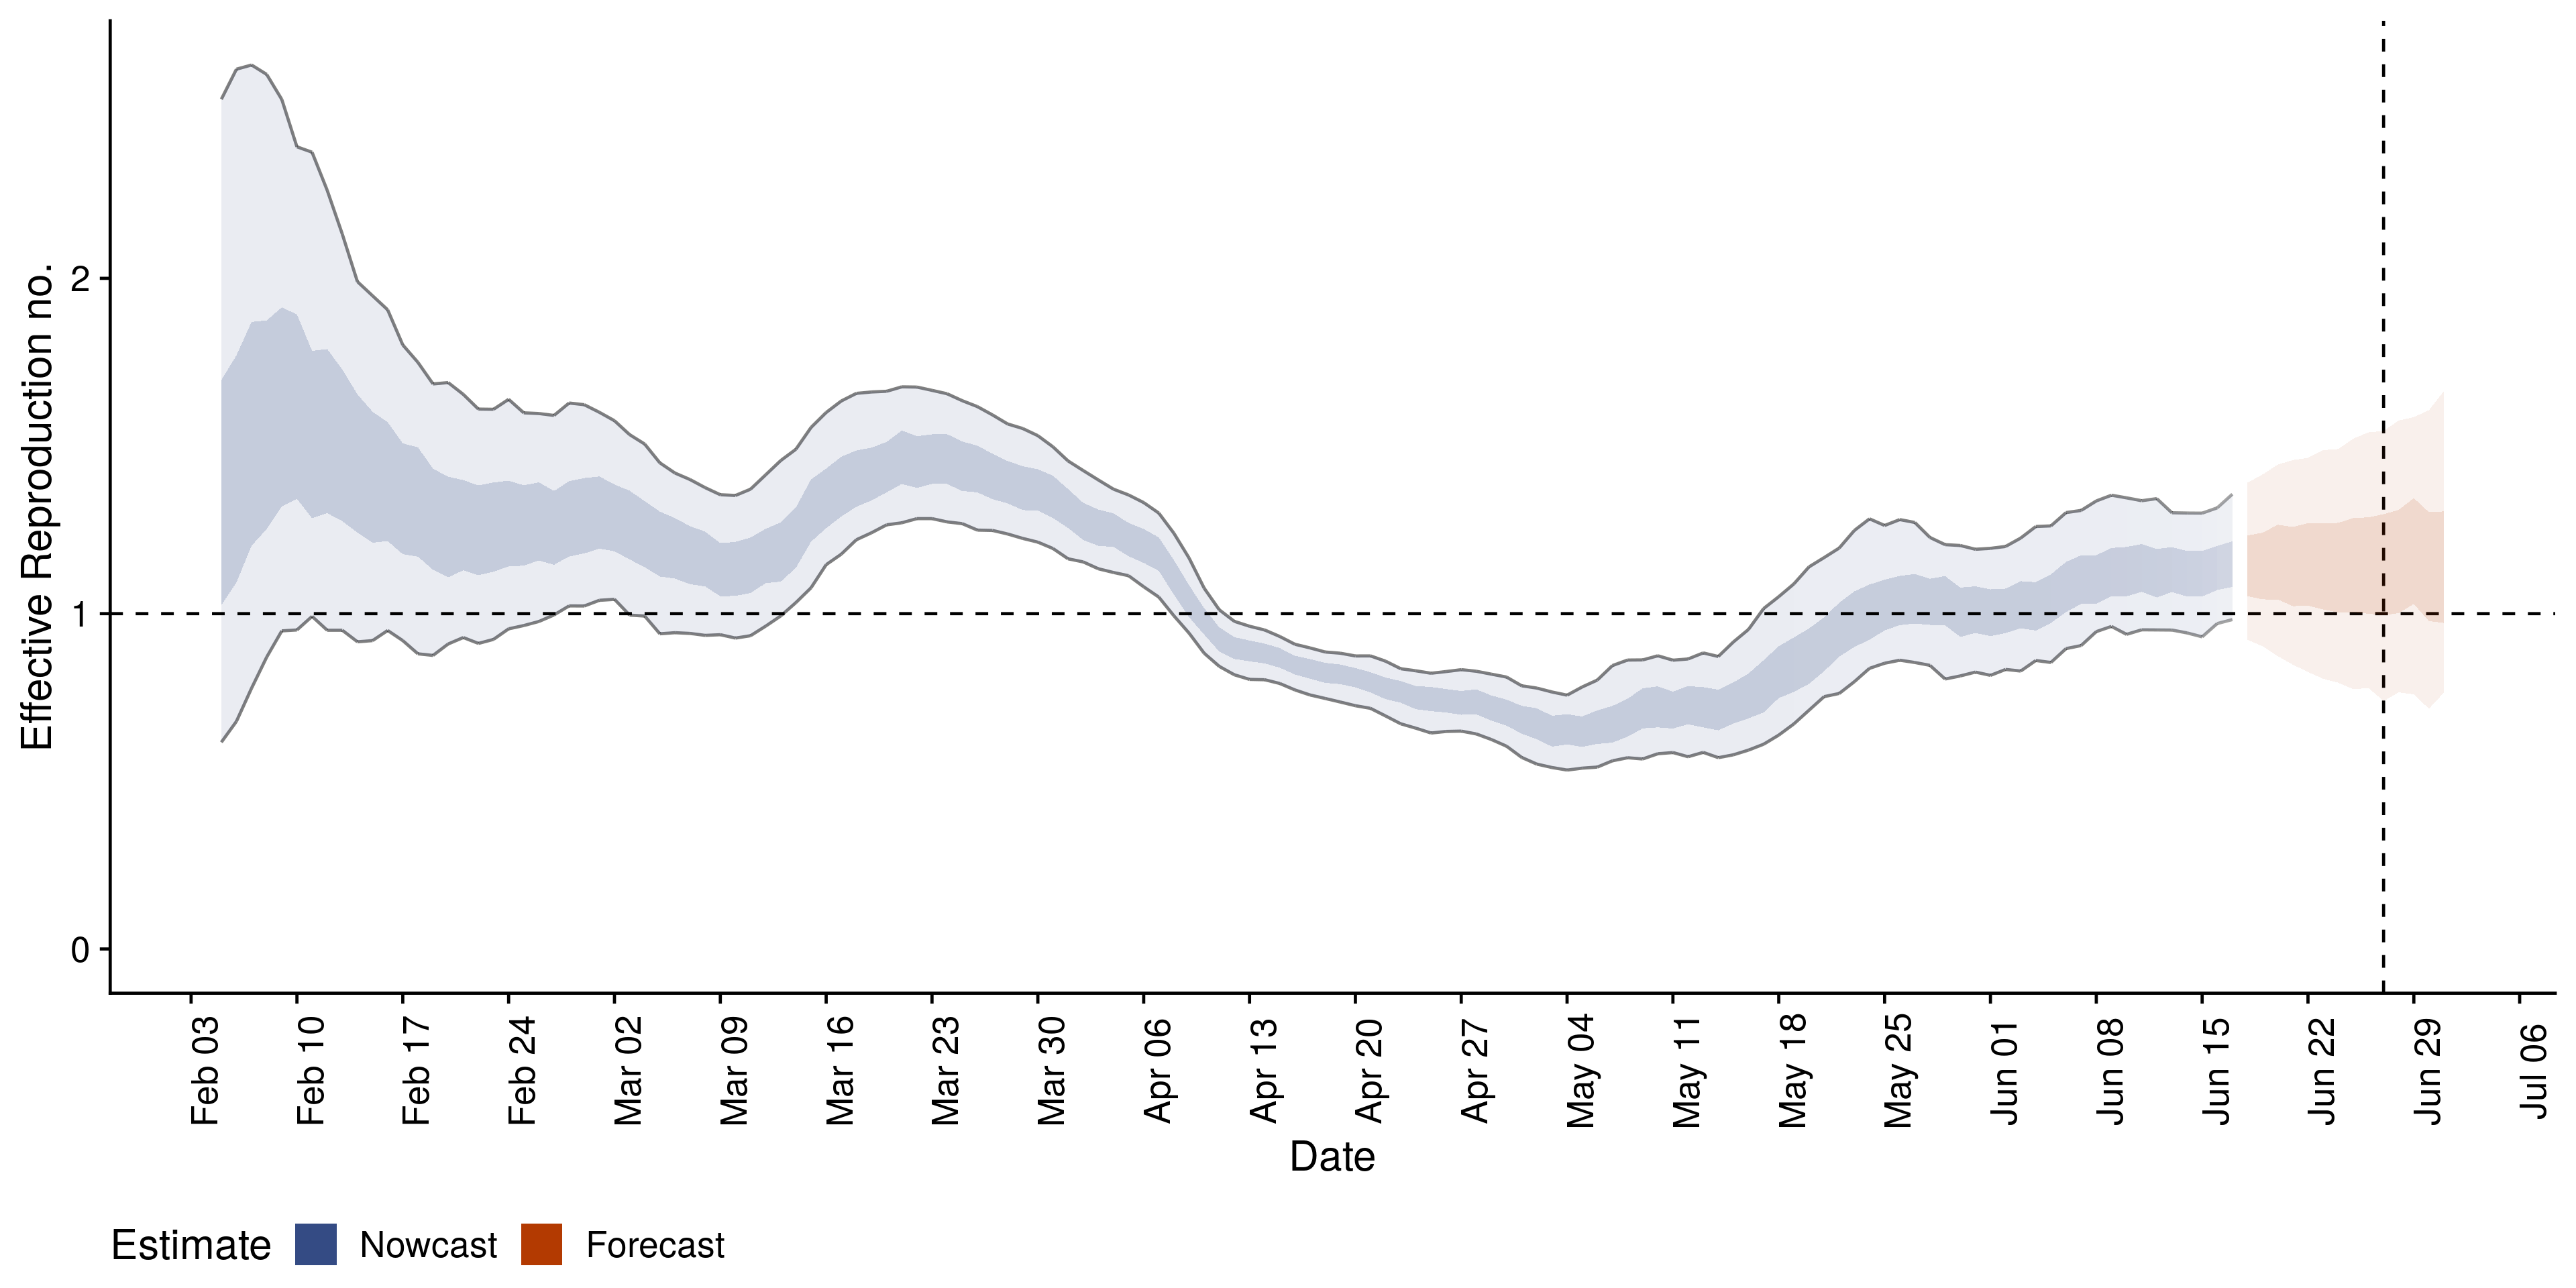 Effective Reproduction no.
2
1
0
Feb 03
Feb 10
Feb 17
Feb 24
Mar 02
Mar 09
Mar 16
Mar 23
Mar 30
Apr 06
Apr 13
Apr 20
Apr 27
May 04
May 11
May 18
May 25
Jun 01
Jun 08
Jun 15
Jun 22
Jun 29
Jul 06
Date
Estimate Nowcast Forecast